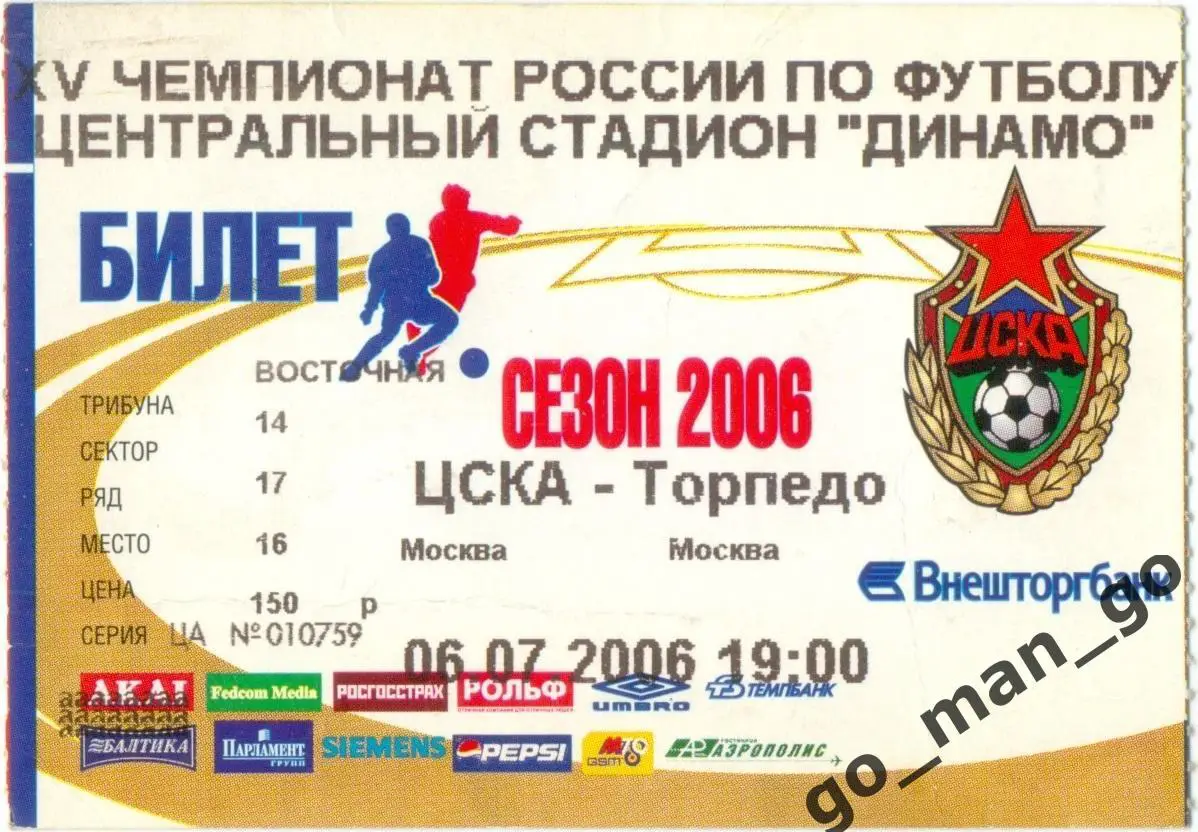 XV ЧЕМПИОНАТ РОССИИ ПО ФУТБОЛУ
ЦЕНТРАЛЬНЫЙ СТАДИОН "ДИНАМО"
БИЛЕТ
ЦСКА
ВОСТОЧНАЯ
СЕЗОН 2006
ТРИБУНА
14
СЕКТОР
17
ЦСКА - Торпедо
РЯД
МЕСТО
16
Москва Москва
ЦЕНА
150 р
Внешторгбанк
СЕРИЯ ЦА №010759
06.07.2006 19:00
AKAI Fedcom Media РОСГОССТРАХ РОЛЬФ UMBRO ТЕМПБАНК
БАЛТИКА ПАРЛАМЕНТ ГРУПП SIEMENS PEPSI GSM ГОСТИНИЦА АЭРОПОЛИС
go_man_go